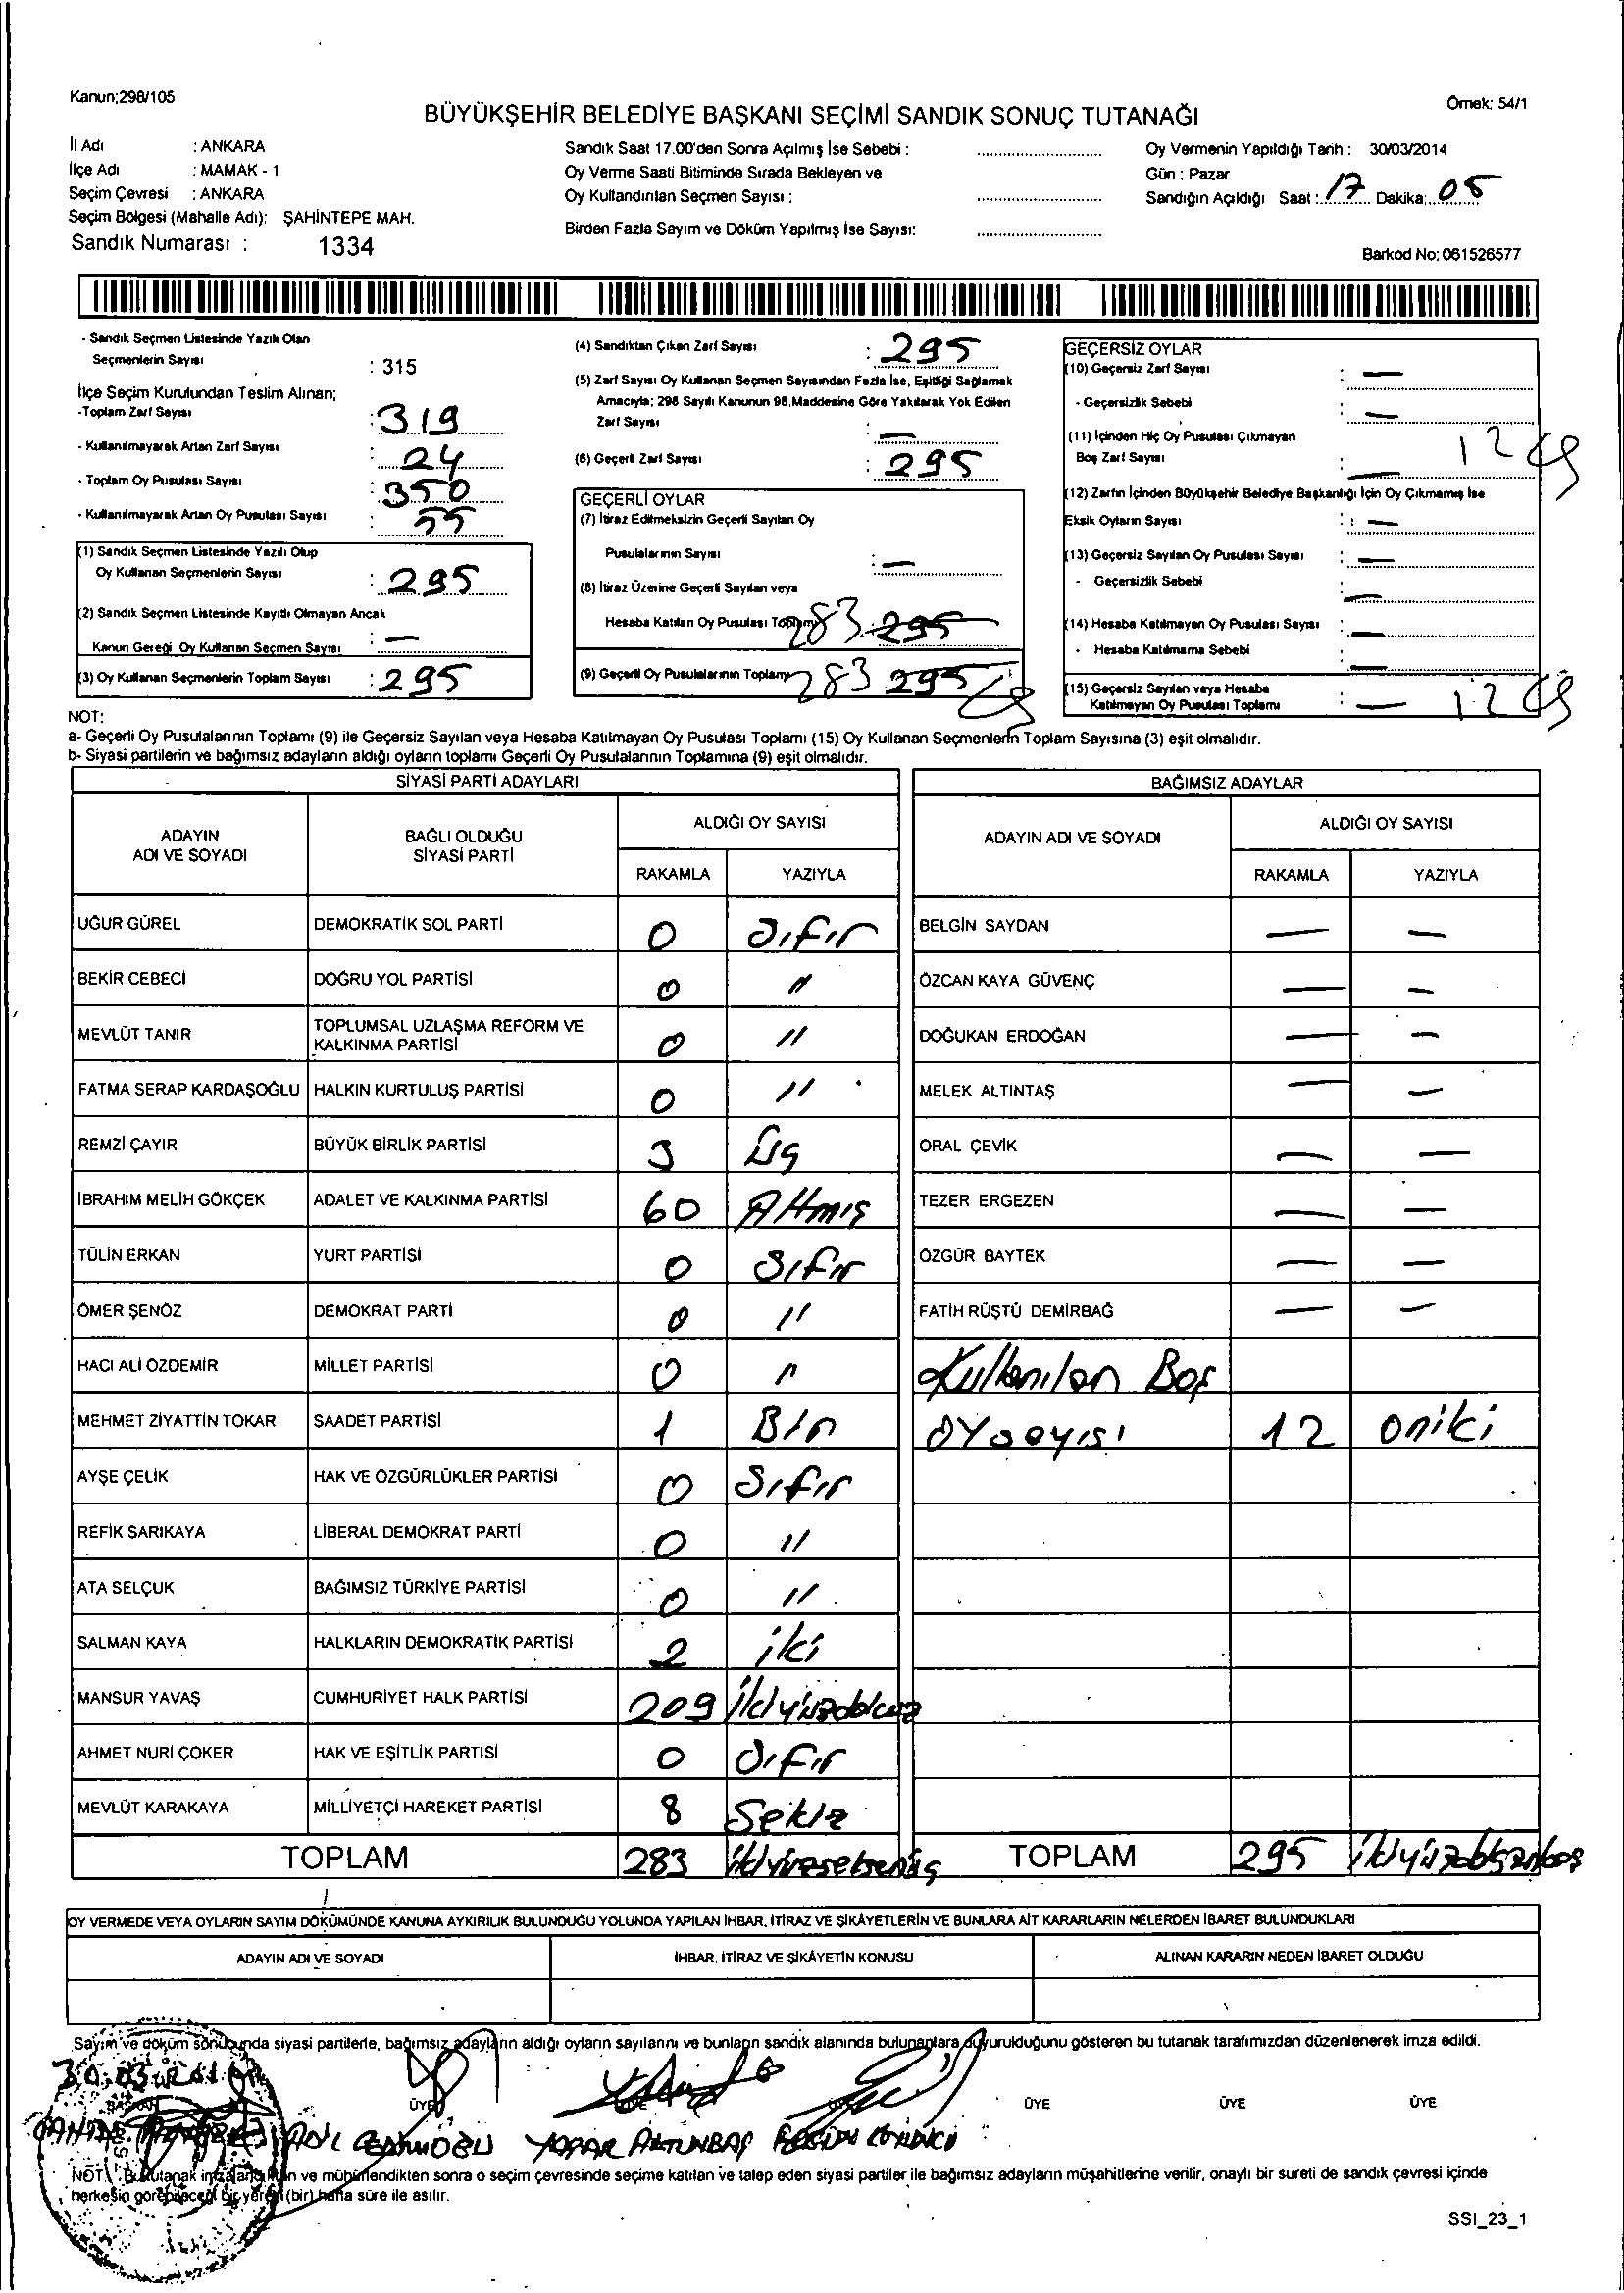 Kanun;298/105
Örnek: 54/1
BÜYÜKŞEHİR BELEDİYE BAŞKANI SEÇİMİ SANDIK SONUÇ TUTANAĞI
İl Adı : ANKARA
İlçe Adı : MAMAK - 1
Seçim Çevresi : ANKARA
Seçim Bölgesi (Mahalle Adı): ŞAHİNTEPE MAH.
Sandık Numarası : 1334
Sandık Saat 17.00'den Sonra Açılmış İse Sebebi :
Oy Verme Saati Bitiminde Sırada Bekleyen ve
Oy Kullandırılan Seçmen Sayısı :
Birden Fazla Sayım ve Döküm Yapılmış İse Sayısı:
Oy Vermenin Yapıldığı Tarih : 30/03/2014
Gün : Pazar
Sandığın Açıldığı Saat : 17 Dakika: 05
Barkod No: 061526577
- Sandık Seçmen Listesinde Yazılı Olan
Seçmenlerin Sayısı : 315
İlçe Seçim Kurulundan Teslim Alınan;
-Toplam Zarf Sayısı : 319
- Kullanılmayarak Artan Zarf Sayısı : 24
- Toplam Oy Pusulası Sayısı : 350
- Kullanılmayarak Artan Oy Pusulası Sayısı : 55
(1) Sandık Seçmen Listesinde Yazılı Olup
Oy Kullanan Seçmenlerin Sayısı : 295
(2) Sandık Seçmen Listesinde Kayıtlı Olmayan Ancak
Kanun Gereği Oy Kullanan Seçmen Sayısı : —
(3) Oy Kullanan Seçmenlerin Toplam Sayısı : 295
(4) Sandıktan Çıkan Zarf Sayısı : 295
(5) Zarf Sayısı Oy Kullanan Seçmen Sayısından Fazla İse, Eşitliği Sağlamak
Amacıyla; 298 Sayılı Kanunun 98.Maddesine Göre Yakılarak Yok Edilen
Zarf Sayısı : —
(6) Geçerli Zarf Sayısı : 295
GEÇERLİ OYLAR
(7) İtiraz Edilmeksizin Geçerli Sayılan Oy
Pusulalarının Sayısı : —
(8) İtiraz Üzerine Geçerli Sayılan veya
Hesaba Katılan Oy Pusulası Toplamı 283 295
(9) Geçerli Oy Pusulalarının Toplamı 283 295
GEÇERSİZ OYLAR
(10) Geçersiz Zarf Sayısı : —
- Geçersizlik Sebebi : —
(11) İçinden Hiç Oy Pusulası Çıkmayan
Boş Zarf Sayısı : — 12
(12) Zarfın İçinden Büyükşehir Belediye Başkanlığı İçin Oy Çıkmamış İse
Eksik Oyların Sayısı : —
(13) Geçersiz Sayılan Oy Pusulası Sayısı : —
- Geçersizlik Sebebi : —
(14) Hesaba Katılmayan Oy Pusulası Sayısı : —
- Hesaba Katılmama Sebebi : —
(15) Geçersiz Sayılan veya Hesaba
Katılmayan Oy Pusulası Toplamı : — 12
NOT:
a- Geçerli Oy Pusulalarının Toplamı (9) ile Geçersiz Sayılan veya Hesaba Katılmayan Oy Pusulası Toplamı (15) Oy Kullanan Seçmenlerin Toplam Sayısına (3) eşit olmalıdır.
b- Siyasi partilerin ve bağımsız adayların aldığı oyların toplamı Geçerli Oy Pusulalarının Toplamına (9) eşit olmalıdır.
SİYASİ PARTİ ADAYLARI
ADAYIN ADI VE SOYADI BAĞLI OLDUĞU SİYASİ PARTİ ALDIĞI OY SAYISI
RAKAMLA YAZIYLA
UĞUR GÜREL DEMOKRATİK SOL PARTİ 0 Sıfır
BEKİR CEBECİ DOĞRU YOL PARTİSİ 0 "
MEVLÜT TANIR TOPLUMSAL UZLAŞMA REFORM VE KALKINMA PARTİSİ 0 "
FATMA SERAP KARDAŞOĞLU HALKIN KURTULUŞ PARTİSİ 0 "
REMZİ ÇAYIR BÜYÜK BİRLİK PARTİSİ 3 Üç
İBRAHİM MELİH GÖKÇEK ADALET VE KALKINMA PARTİSİ 60 Altmış
TÜLİN ERKAN YURT PARTİSİ 0 Sıfır
ÖMER ŞENÖZ DEMOKRAT PARTİ 0 "
HACI ALİ ÖZDEMİR MİLLET PARTİSİ 0 "
MEHMET ZİYATTİN TOKAR SAADET PARTİSİ 1 Bir
AYŞE ÇELİK HAK VE ÖZGÜRLÜKLER PARTİSİ 0 Sıfır
REFİK SARIKAYA LİBERAL DEMOKRAT PARTİ 0 "
ATA SELÇUK BAĞIMSIZ TÜRKİYE PARTİSİ 0 "
SALMAN KAYA HALKLARIN DEMOKRATİK PARTİSİ 2 iki
MANSUR YAVAŞ CUMHURİYET HALK PARTİSİ 209 ikiyüzdokuz
AHMET NURİ ÇOKER HAK VE EŞİTLİK PARTİSİ 0 Sıfır
MEVLÜT KARAKAYA MİLLİYETÇİ HAREKET PARTİSİ 8 Sekiz
TOPLAM 283 ikiyüzseksenüç
BAĞIMSIZ ADAYLAR
ADAYIN ADI VE SOYADI ALDIĞI OY SAYISI
RAKAMLA YAZIYLA
BELGİN SAYDAN — —
ÖZCAN KAYA GÜVENÇ — —
DOĞUKAN ERDOĞAN — —
MELEK ALTINTAŞ — —
ORAL ÇEVİK — —
TEZER ERGEZEN — —
ÖZGÜR BAYTEK — —
FATİH RÜŞTÜ DEMİRBAĞ — —
Kullanılan Boş
oy sayısı 12 oniki
TOPLAM 295 ikiyüzdoksanbeş
OY VERMEDE VEYA OYLARIN SAYIM DÖKÜMÜNDE KANUNA AYKIRILIK BULUNDUĞU YOLUNDA YAPILAN İHBAR, İTİRAZ VE ŞİKÂYETLERİN VE BUNLARA AİT KARARLARIN NELERDEN İBARET BULUNDUKLARI
ADAYIN ADI VE SOYADI İHBAR, İTİRAZ VE ŞİKÂYETİN KONUSU ALINAN KARARIN NEDEN İBARET OLDUĞU
Sayım ve döküm sonucunda siyasi partilerle, bağımsız adayların aldığı oyların sayılarını ve bunların sandık alanında bulunanlara duyurulduğunu gösteren bu tutanak tarafımızdan düzenlenerek imza edildi.
30.03.2014
BAŞKAN ÜYE ÜYE ÜYE ÜYE
YAŞAR ALTUNBAŞ
NOT: Bu tutanak imzalandıktan ve mühürlendikten sonra o seçim çevresinde seçime katılan ve talep eden siyasi partiler ile bağımsız adayların müşahitlerine verilir, onaylı bir sureti de sandık çevresi içinde
herkesin görebileceği bir yere (bir) hafta süre ile asılır.
SSI_23_1